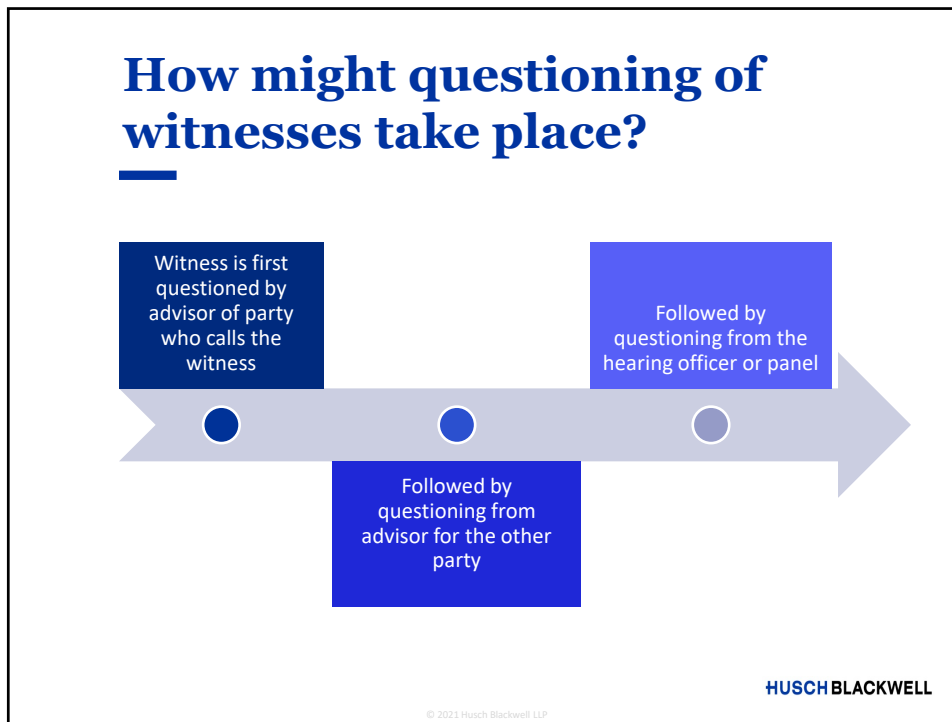 How might questioning of
witnesses take place?
Witness is first
questioned by
advisor of party
who calls the
witness
Followed by
questioning from
advisor for the other
party
Followed by
questioning from the
hearing officer or panel
HUSCH BLACKWELL
© 2021 Husch Blackwell LLP